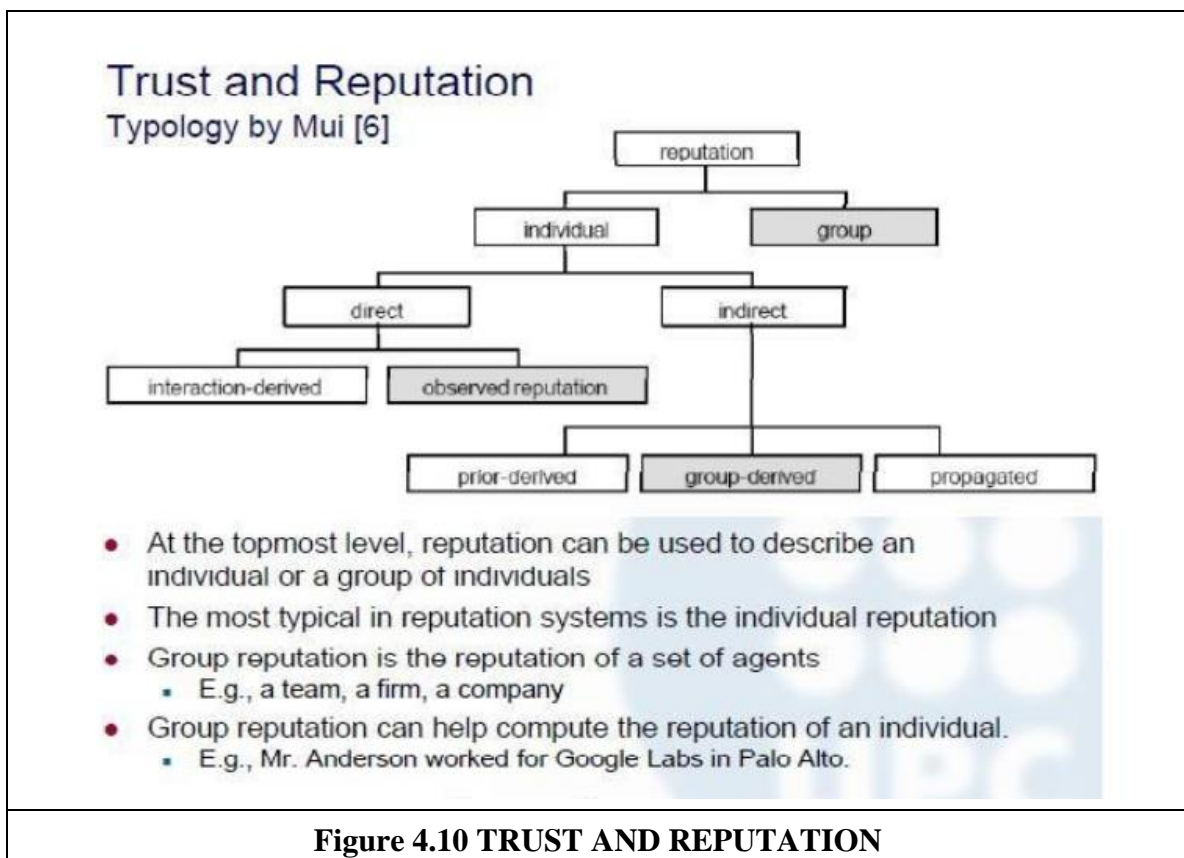 Trust and Reputation
Typology by Mui [6]
reputation
individual
group
direct
indirect
interaction-derived
observed reputation
prior-derived
group-derived
propagated
• At the topmost level, reputation can be used to describe an
individual or a group of individuals
• The most typical in reputation systems is the individual reputation
• Group reputation is the reputation of a set of agents
▪ E.g., a team, a firm, a company
• Group reputation can help compute the reputation of an individual.
▪ E.g., Mr. Anderson worked for Google Labs in Palo Alto.
UPC
Figure 4.10 TRUST AND REPUTATION